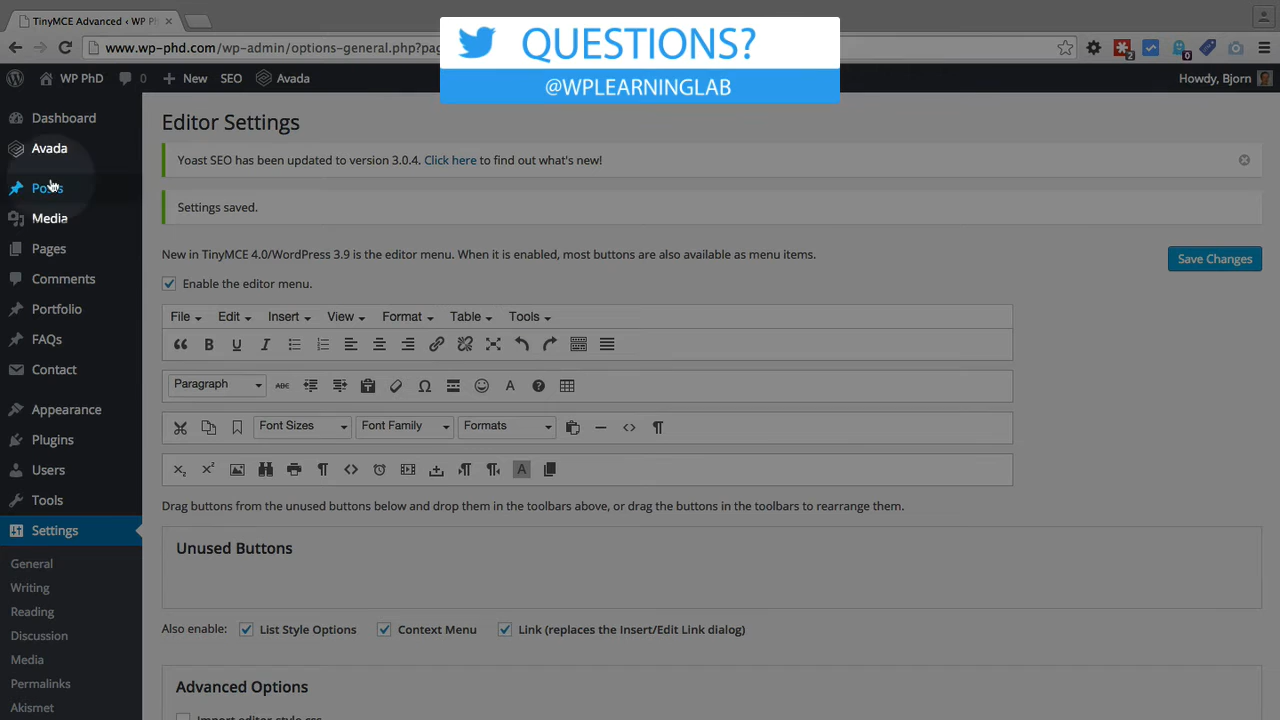 TinyMCE Advanced ‹ WP Ph
QUESTIONS?
@WPLEARNINGLAB
www.wp-phd.com/wp-admin/options-general.php?pag
2
0
WP PhD
0
New
SEO
Avada
Howdy, Bjorn
Dashboard
Avada
Posts
Media
Pages
Comments
Portfolio
FAQs
Contact
Appearance
Plugins
Users
Tools
Settings
General
Writing
Reading
Discussion
Media
Permalinks
Akismet
Editor Settings
Yoast SEO has been updated to version 3.0.4. Click here to find out what's new!
Settings saved.
New in TinyMCE 4.0/WordPress 3.9 is the editor menu. When it is enabled, most buttons are also available as menu items.
Save Changes
Enable the editor menu.
File Edit Insert View Format Table Tools
B U I
Paragraph ABC Ω A
Font Sizes Font Family Formats ¶
¶ A
Drag buttons from the unused buttons below and drop them in the toolbars above, or drag the buttons in the toolbars to rearrange them.
Unused Buttons
Also enable: List Style Options Context Menu Link (replaces the Insert/Edit Link dialog)
Advanced Options
Import editor-style.css